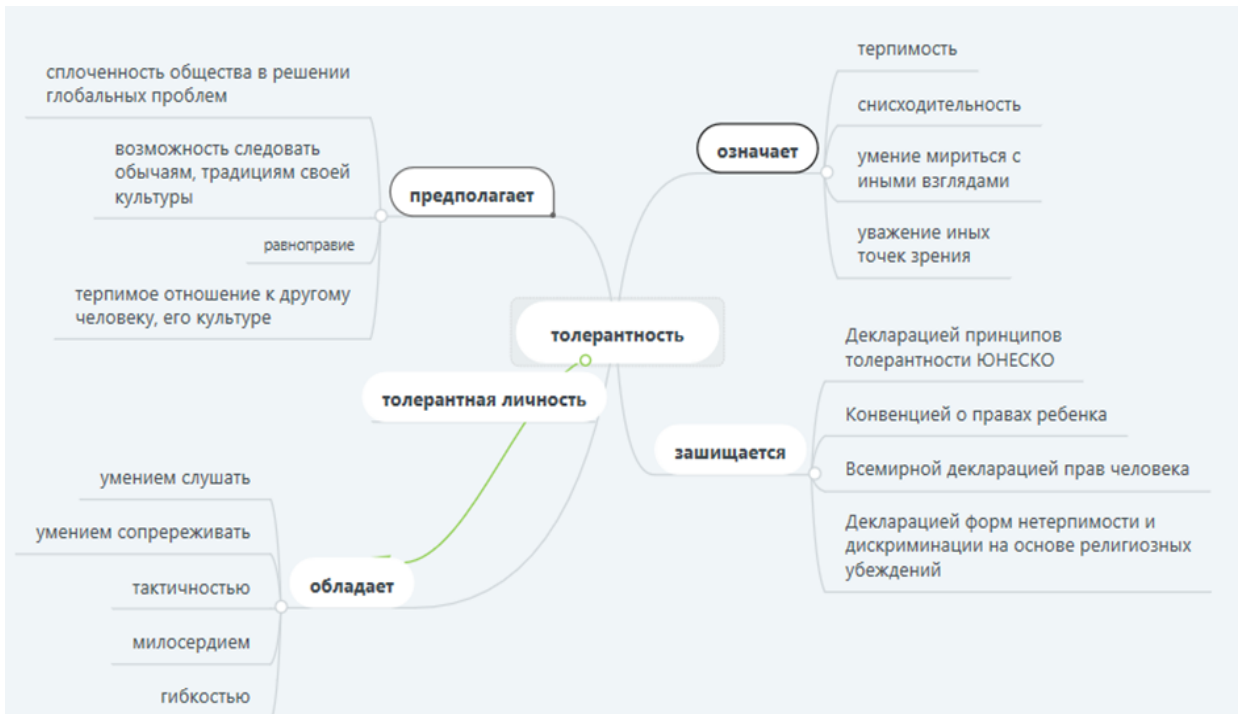 сплоченность общества в решении
глобальных проблем
возможность следовать
обычаям, традициям своей
культуры
равноправие
терпимое отношение к другому
человеку, его культуре
предполагает
означает
терпимость
снисходительность
умение мириться с
иными взглядами
уважение иных
точек зрения
толерантность
толерантная личность
зашищается
Декларацией принципов
толерантности ЮНЕСКО
Конвенцией о правах ребенка
Всемирной декларацией прав человека
Декларацией форм нетерпимости и
дискриминации на основе религиозных
убеждений
обладает
умением слушать
умением сопререживать
тактичностью
милосердием
гибкостью